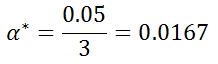 α* = 0.05/3 = 0.0167